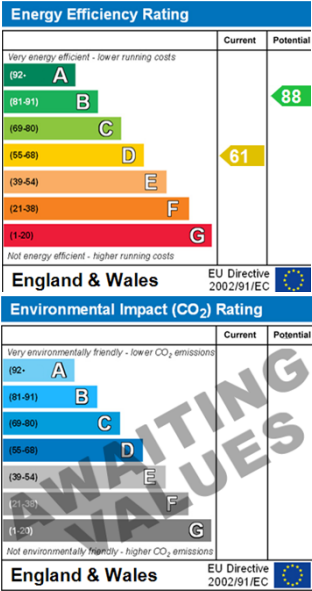 Energy Efficiency Rating
Current Potential
Very energy efficient - lower running costs
(92+ A
(81-91) B
(69-80) C
(55-68) D
(39-54) E
(21-38) F
(1-20) G
88
61
Not energy efficient - higher running costs
England & Wales
EU Directive
2002/91/EC
Environmental Impact (CO₂) Rating
Current Potential
Very environmentally friendly - lower CO₂ emissions
(92+ A
(81-91) B
(69-80) C
(55-68) D
(39-54) E
(21-38) F
(1-20) G
AWAITING
VALUES
Not environmentally friendly - higher CO₂ emissions
England & Wales
EU Directive
2002/91/EC